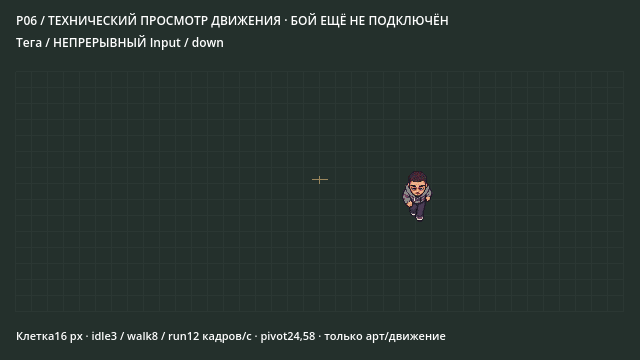 P06 / ТЕХНИЧЕСКИЙ ПРОСМОТР ДВИЖЕНИЯ · БОЙ ЕЩЁ НЕ ПОДКЛЮЧЁН
Тега / НЕПРЕРЫВНЫЙ Input / down
Клетка16 px · idle3 / walk8 / run12 кадров/с · pivot24,58 · только арт/движение